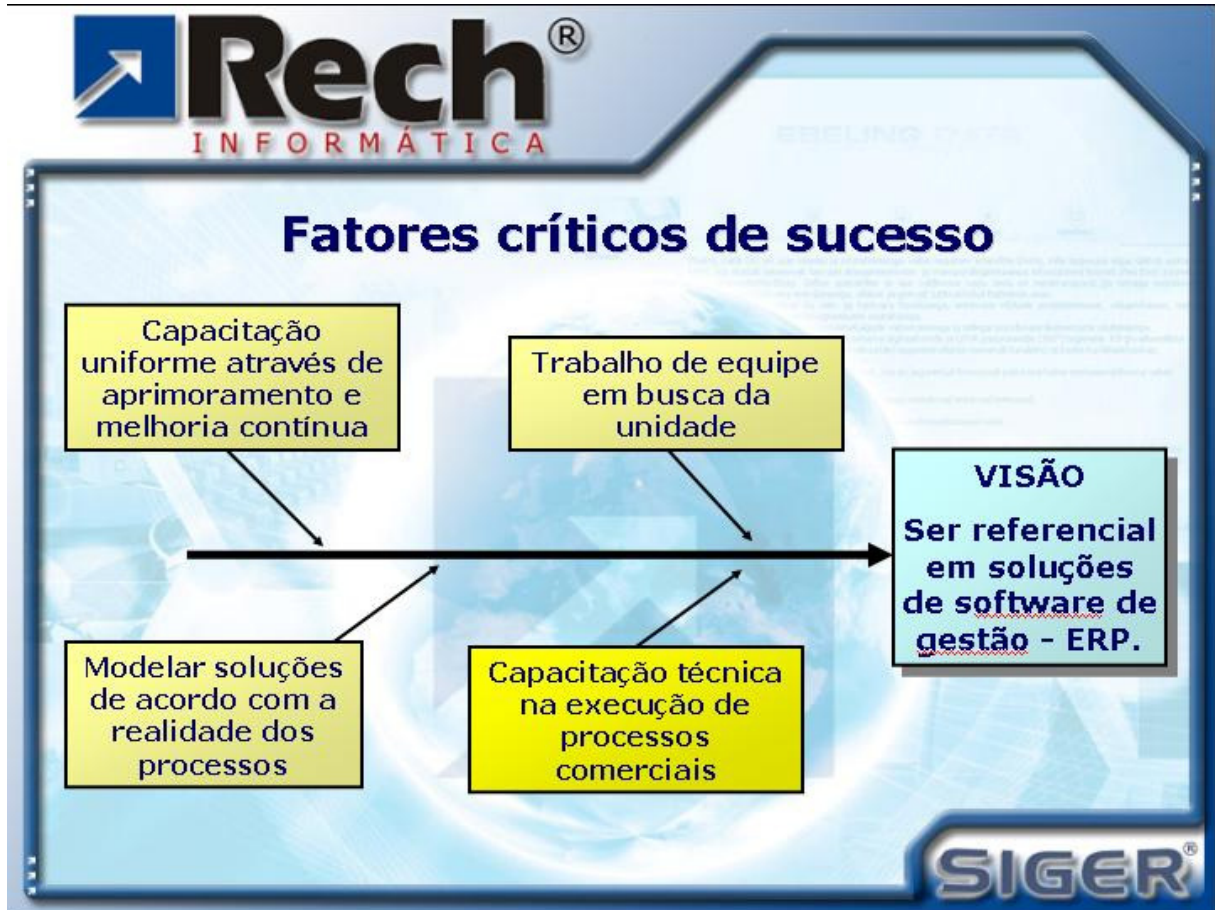 Rech®
INFORMÁTICA
EBELING DATA
Fatores críticos de sucesso
Capacitação
uniforme através de
aprimoramento e
melhoria contínua
Trabalho de equipe
em busca da
unidade
VISÃO
Ser referencial
em soluções
de software de
gestão - ERP.
Modelar soluções
de acordo com a
realidade dos
processos
Capacitação técnica
na execução de
processos
comerciais
SIGER®